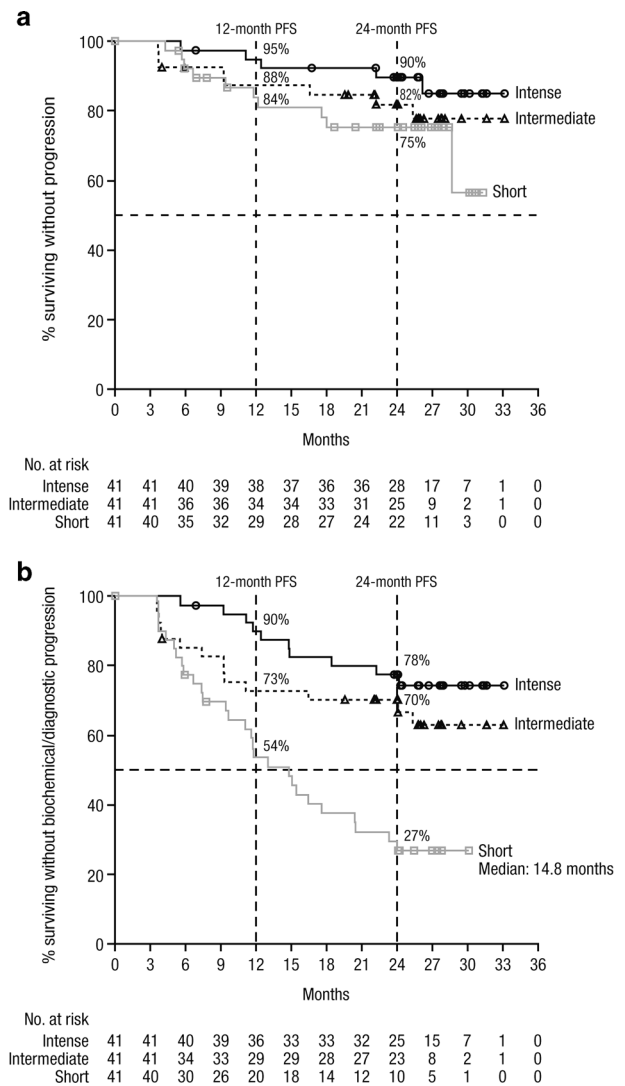 a
12-month PFS 24-month PFS
100
80
60
40
20
0
% surviving without progression
95%
88%
84%
90%
82%
75%
Intense
Intermediate
Short
0 3 6 9 12 15 18 21 24 27 30 33 36
Months
No. at risk
Intense 41 41 40 39 38 37 36 36 28 17 7 1 0
Intermediate 41 41 36 36 34 34 33 31 25 9 2 1 0
Short 41 40 35 32 29 28 27 24 22 11 3 0 0
b
12-month PFS 24-month PFS
100
80
60
40
20
0
% surviving without biochemical/diagnostic progression
90%
73%
54%
78%
70%
27%
Intense
Intermediate
Short
Median: 14.8 months
0 3 6 9 12 15 18 21 24 27 30 33 36
Months
No. at risk
Intense 41 41 40 39 36 33 33 32 25 15 7 1 0
Intermediate 41 41 34 33 29 29 28 27 23 8 2 1 0
Short 41 40 30 26 20 18 14 12 10 5 1 0 0